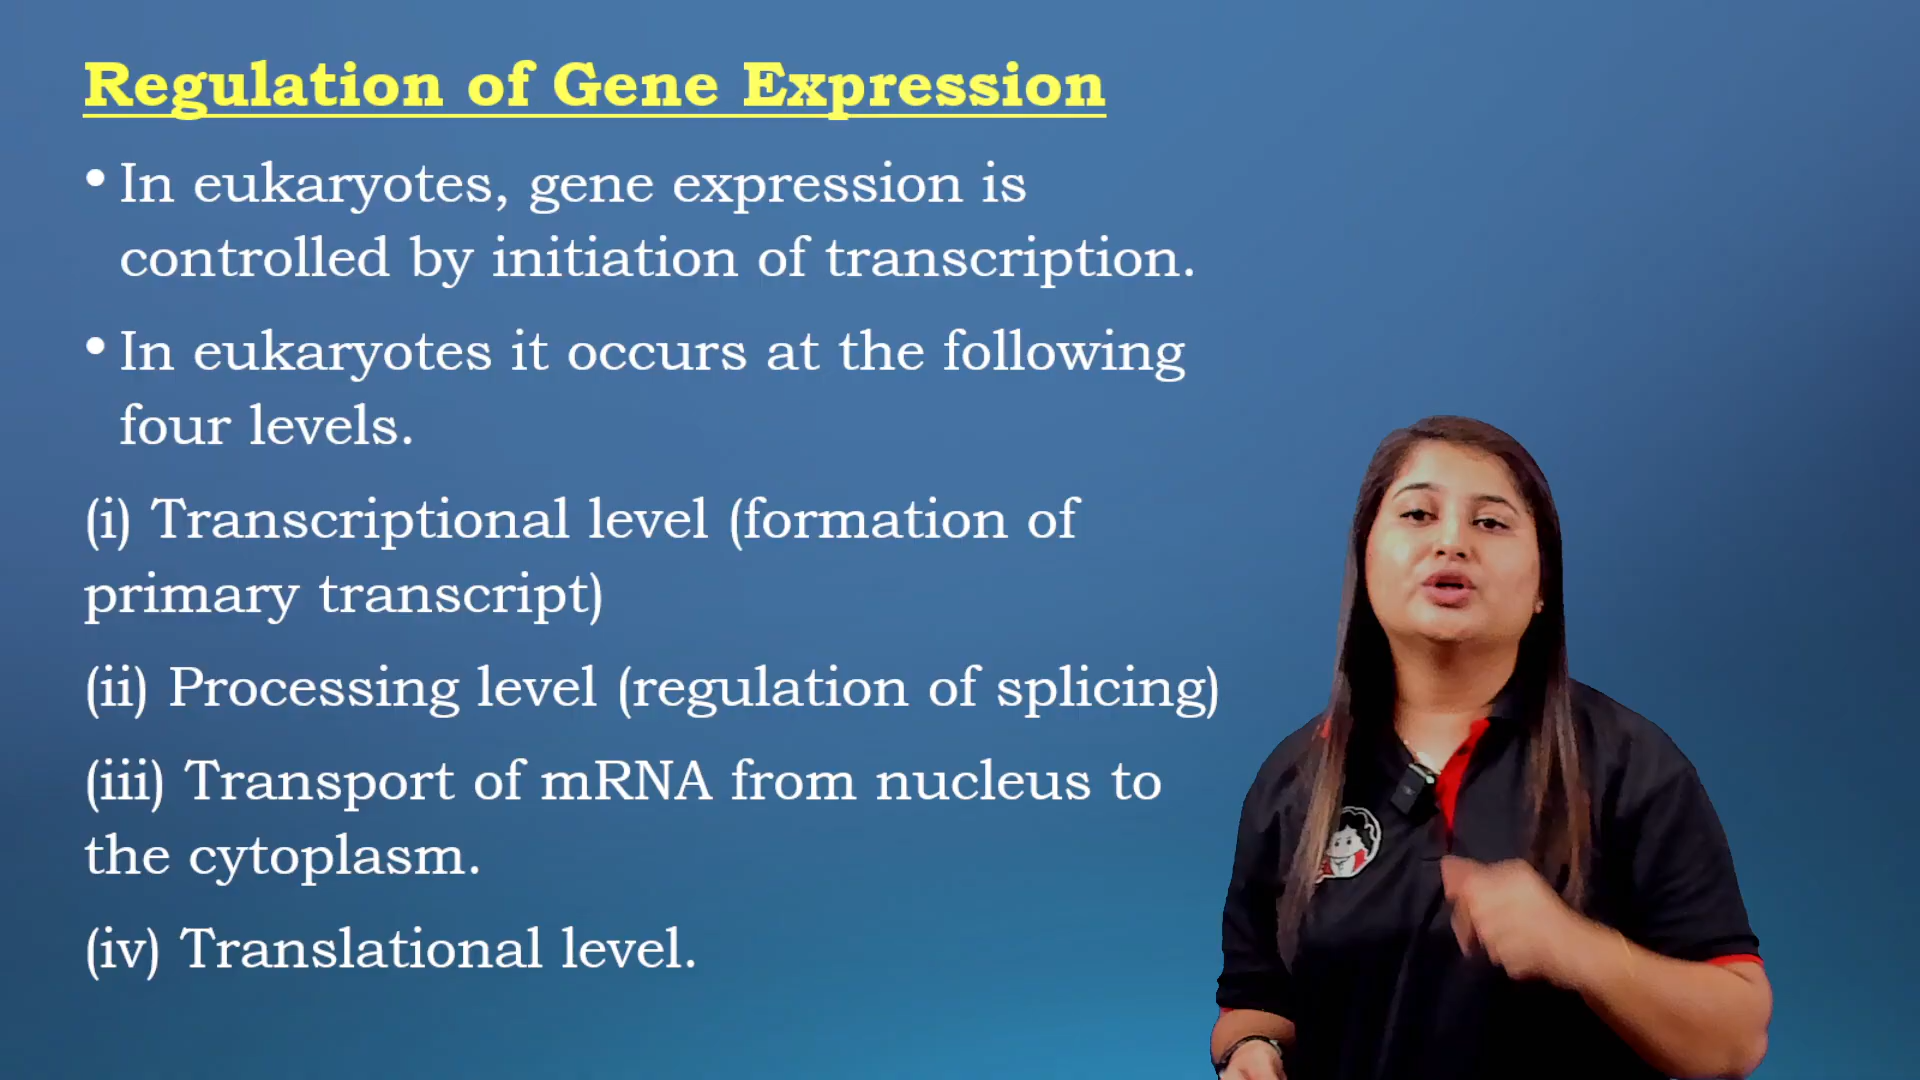 Regulation of Gene Expression
• In eukaryotes, gene expression is
controlled by initiation of transcription.
• In eukaryotes it occurs at the following
four levels.
(i) Transcriptional level (formation of
primary transcript)
(ii) Processing level (regulation of splicing)
(iii) Transport of mRNA from nucleus to
the cytoplasm.
(iv) Translational level.